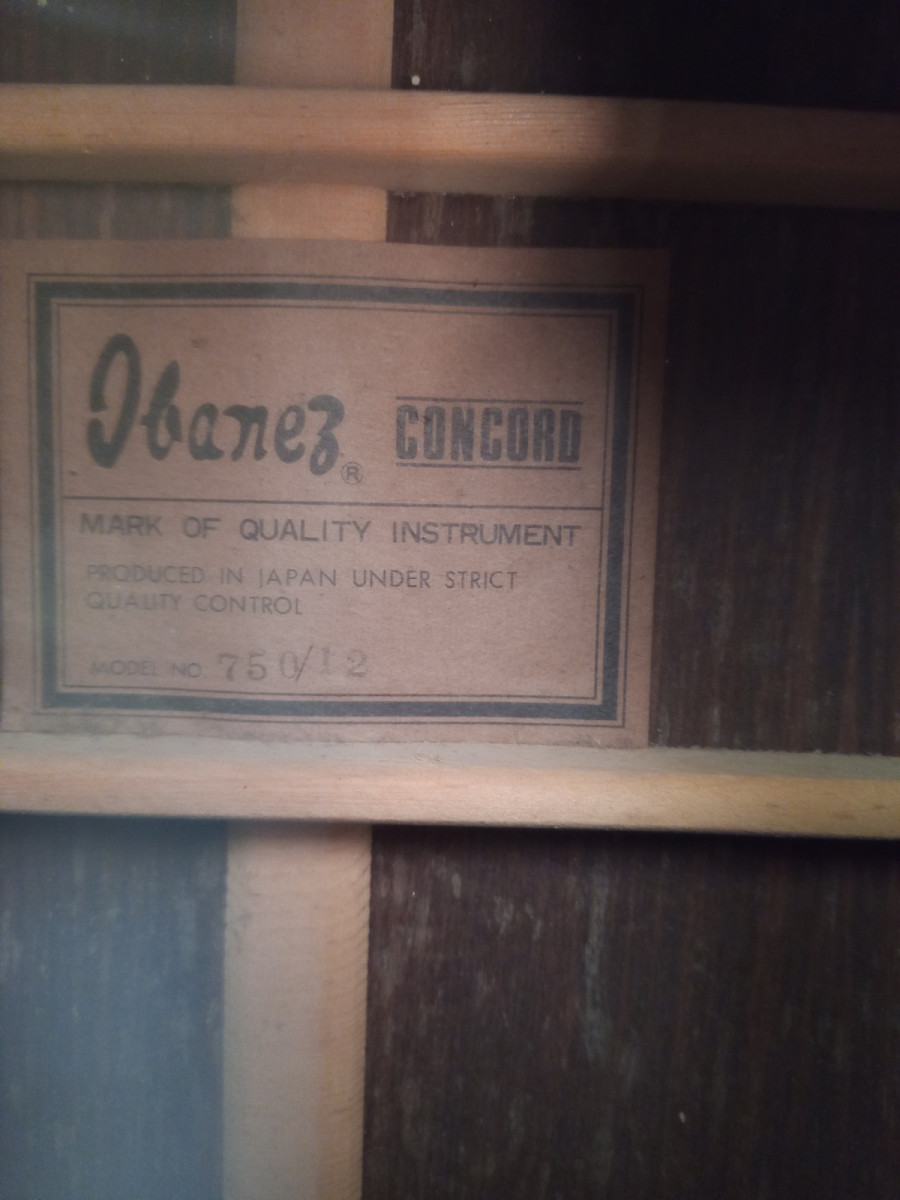 Ibanez® CONCORD
MARK OF QUALITY INSTRUMENT
PRODUCED IN JAPAN UNDER STRICT
QUALITY CONTROL
MODEL NO. 750/12